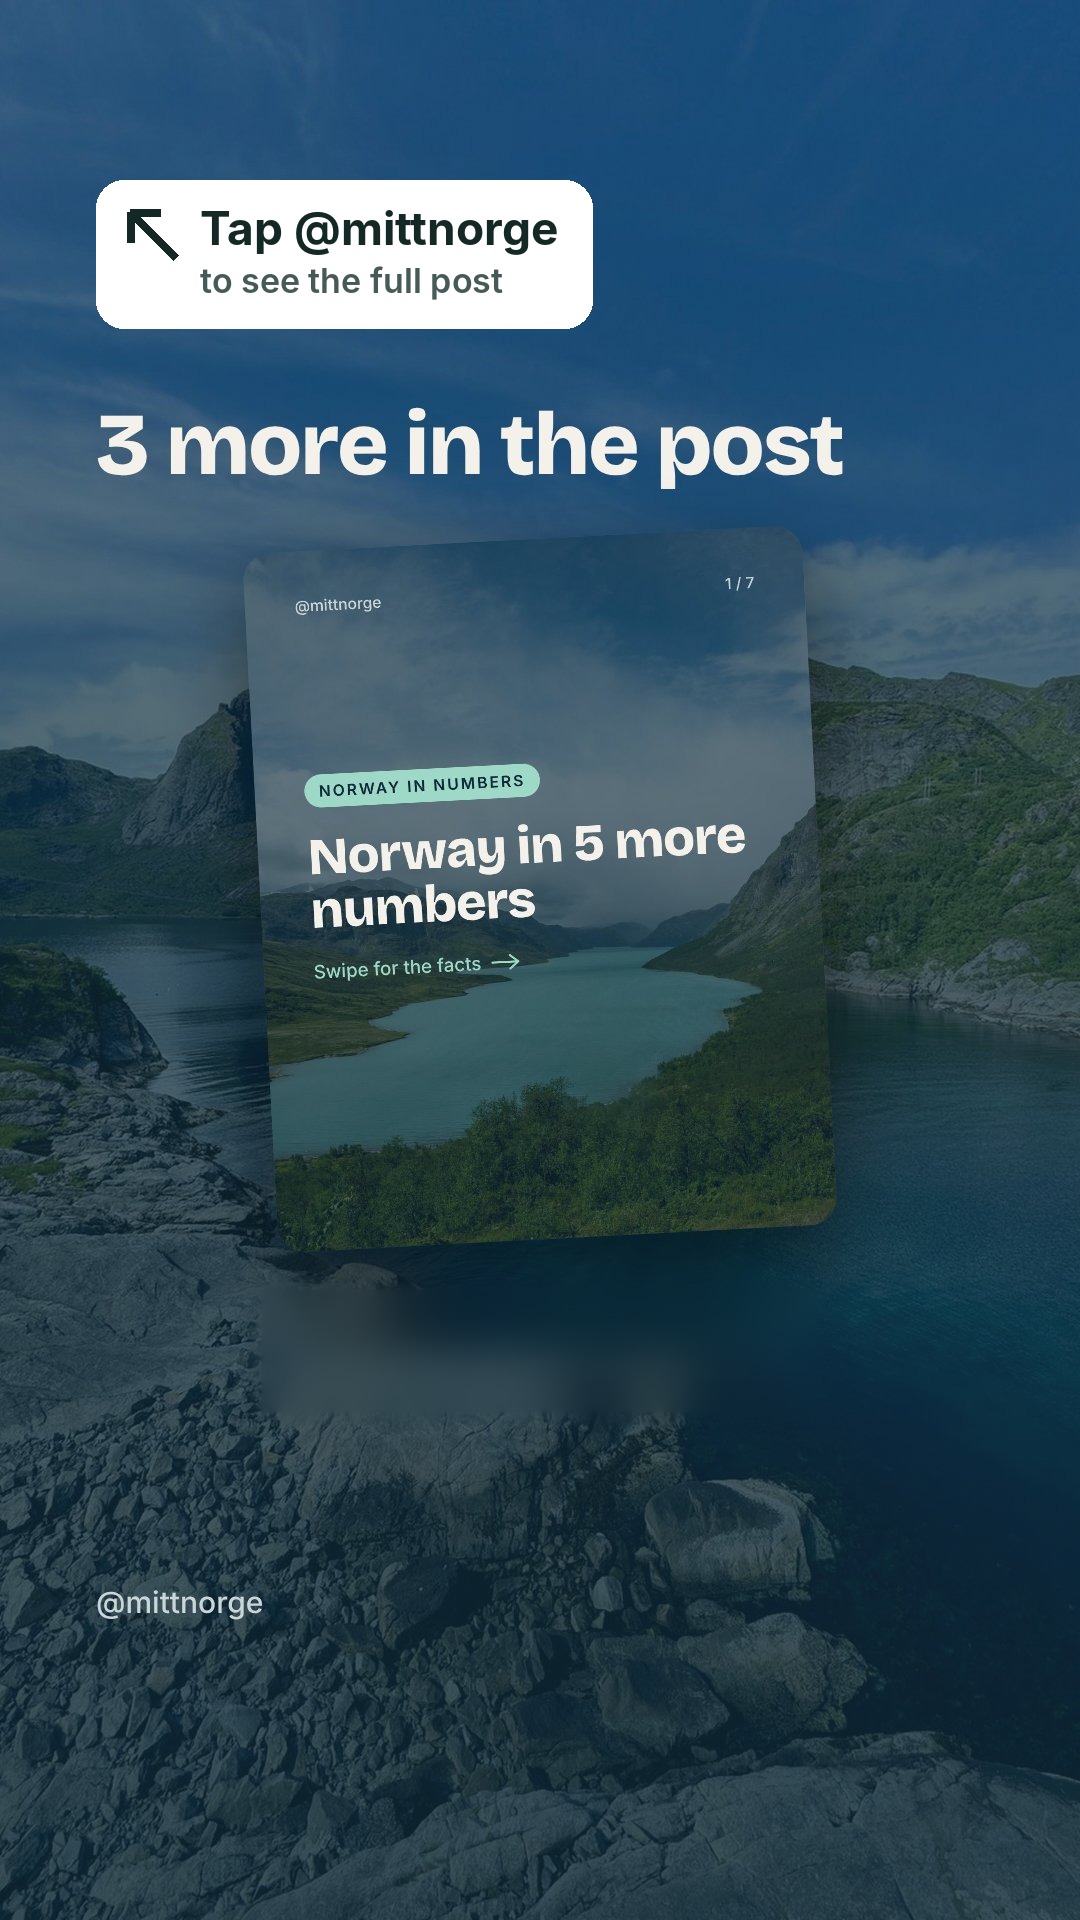 Tap @mittnorge
to see the full post
3 more in the post
@mittnorge
1 / 7
NORWAY IN NUMBERS
Norway in 5 more
numbers
Swipe for the facts
@mittnorge